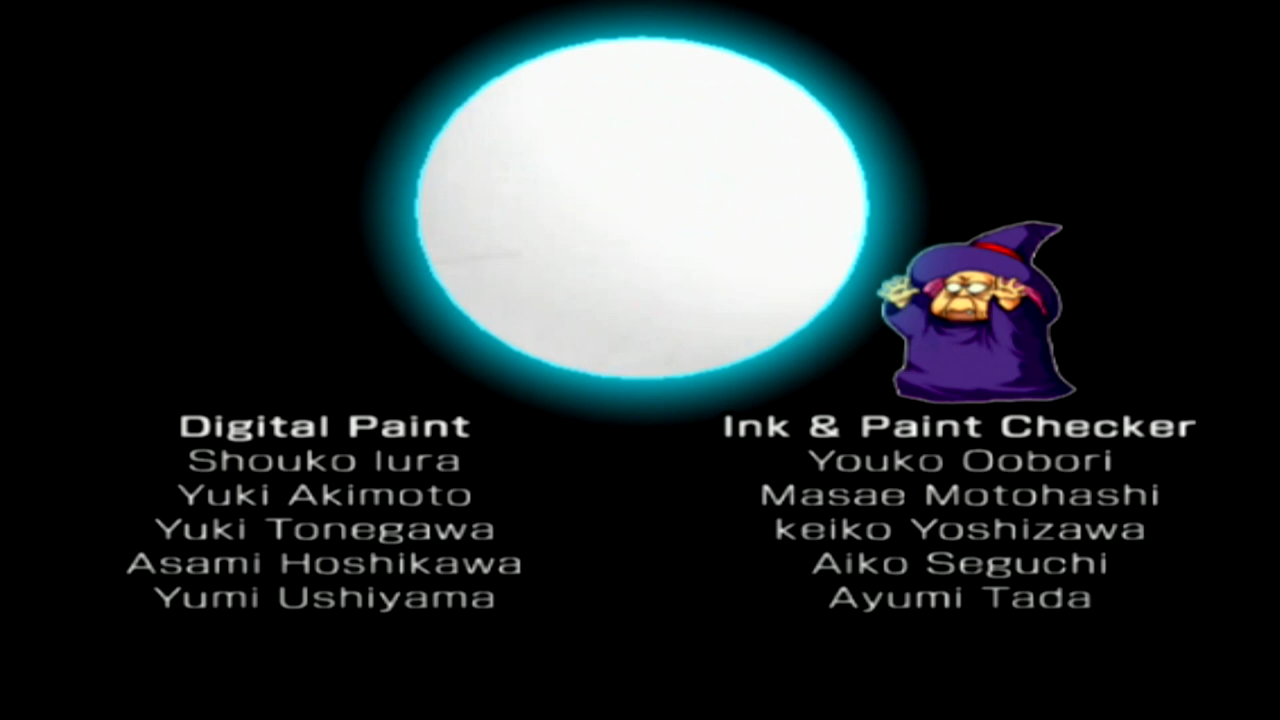 Digital Paint
Shouko Iura
Yuki Akimoto
Yuki Tonegawa
Asami Hoshikawa
Yumi Ushiyama
Ink & Paint Checker
Youko Oobori
Masae Motohashi
keiko Yoshizawa
Aiko Seguchi
Ayumi Tada